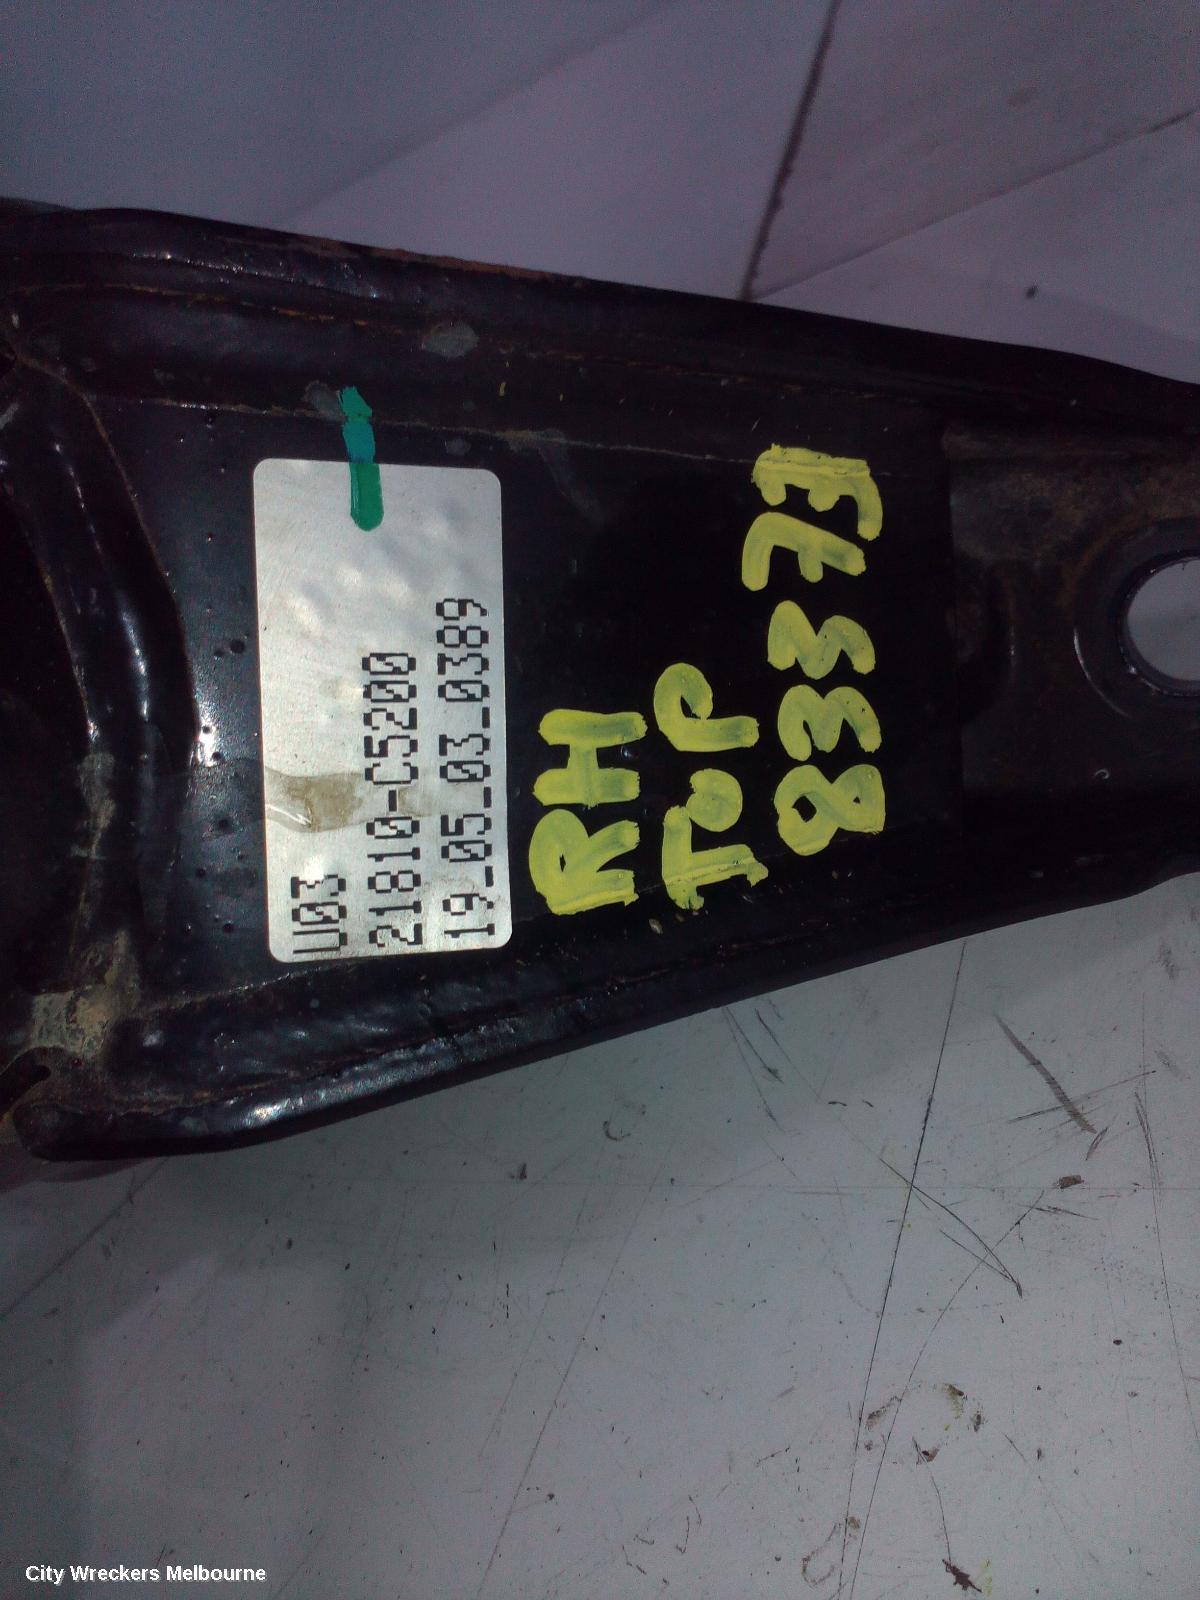 U03
21810-C5200
19_05_03_0389
RH
TOP
83373
City Wreckers Melbourne